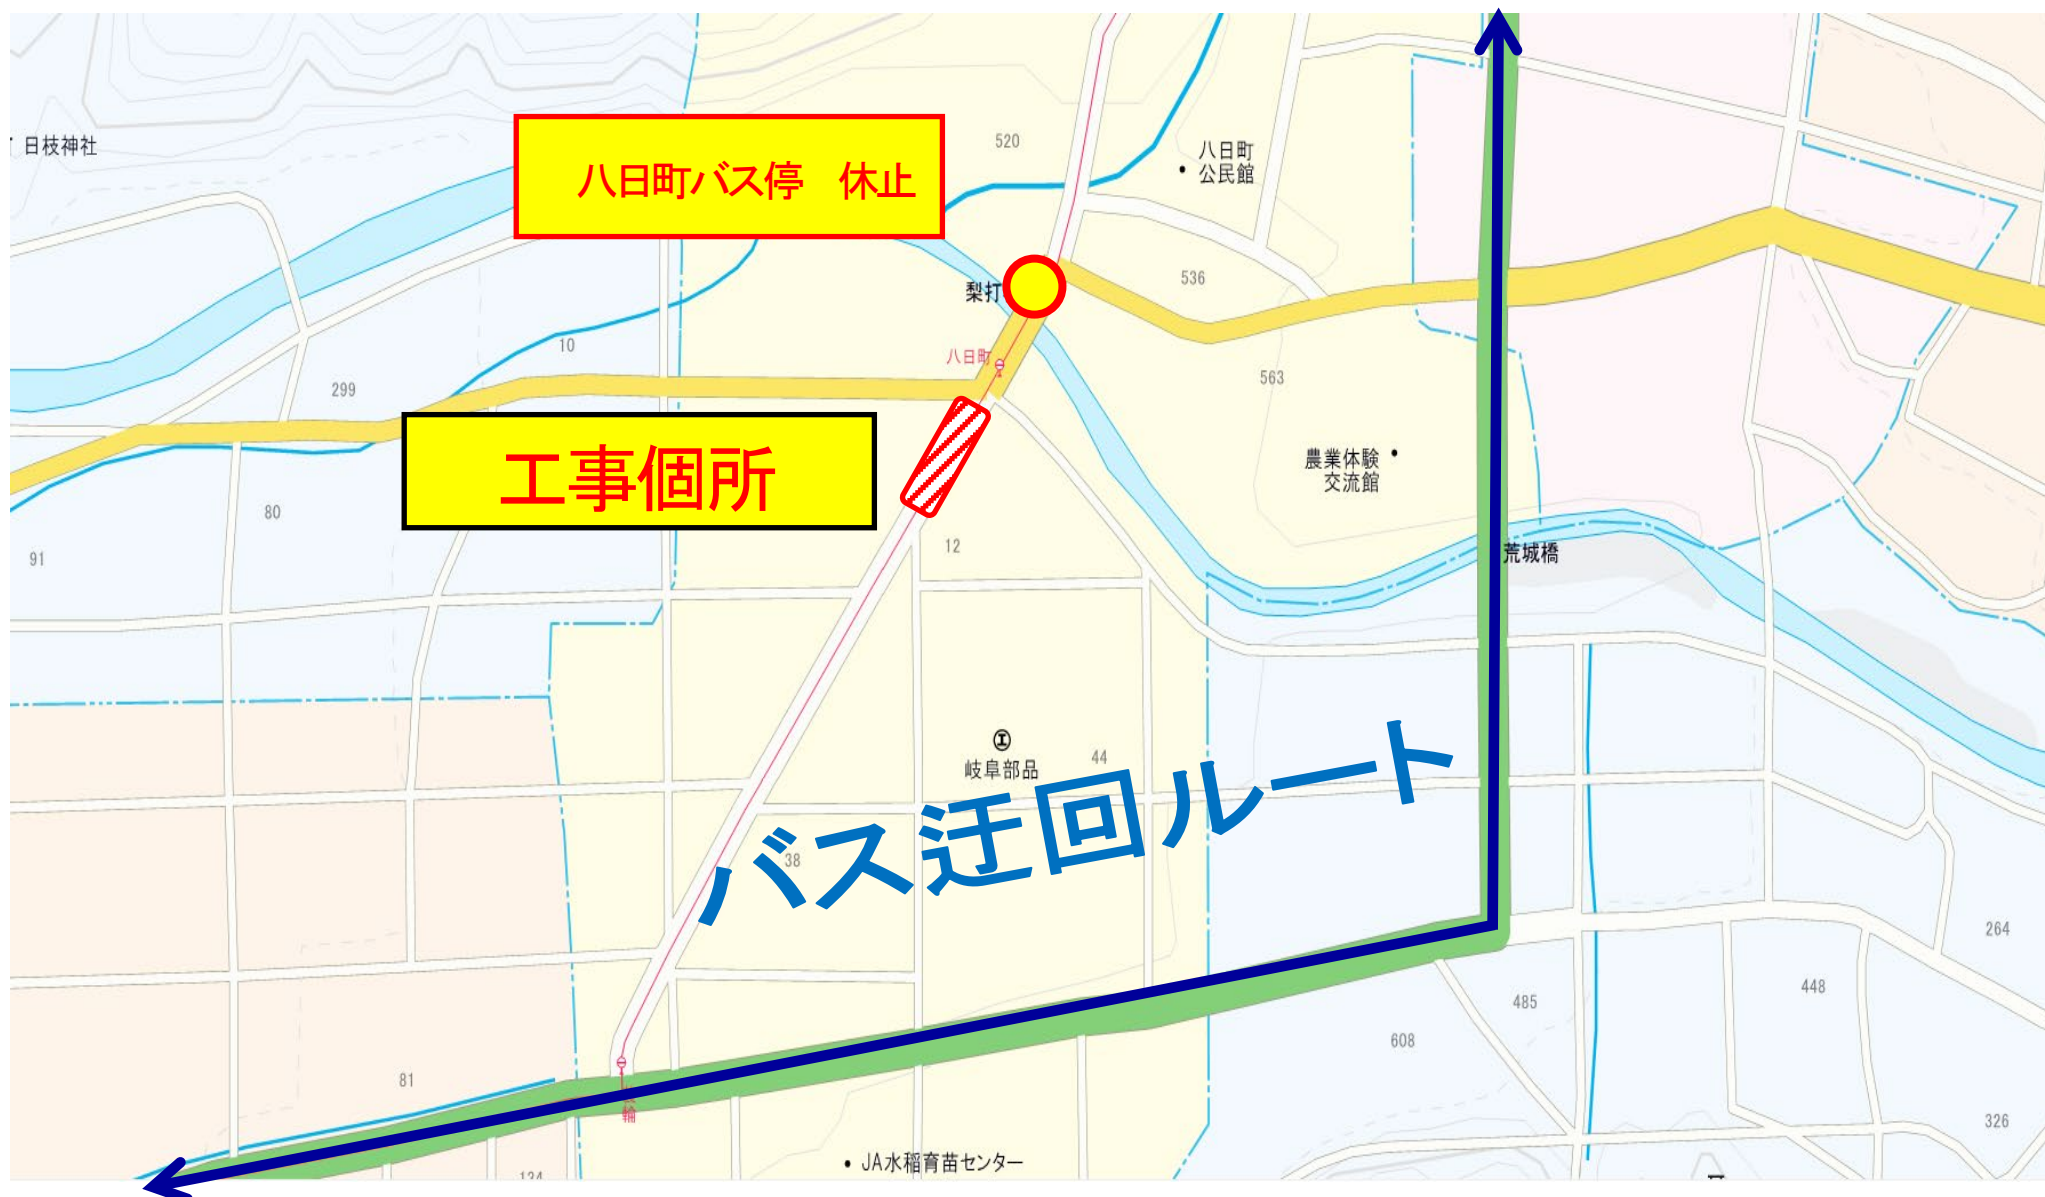 日枝神社
八日町バス停　休止
520
八日町
公民館
536
梨打
八日町
10
299
563
工事個所
農業体験
交流館
80
91
12
荒城橋
岐阜部品
44
バス迂回ルート
38
264
448
485
608
81
輪
326
JA水稲育苗センター